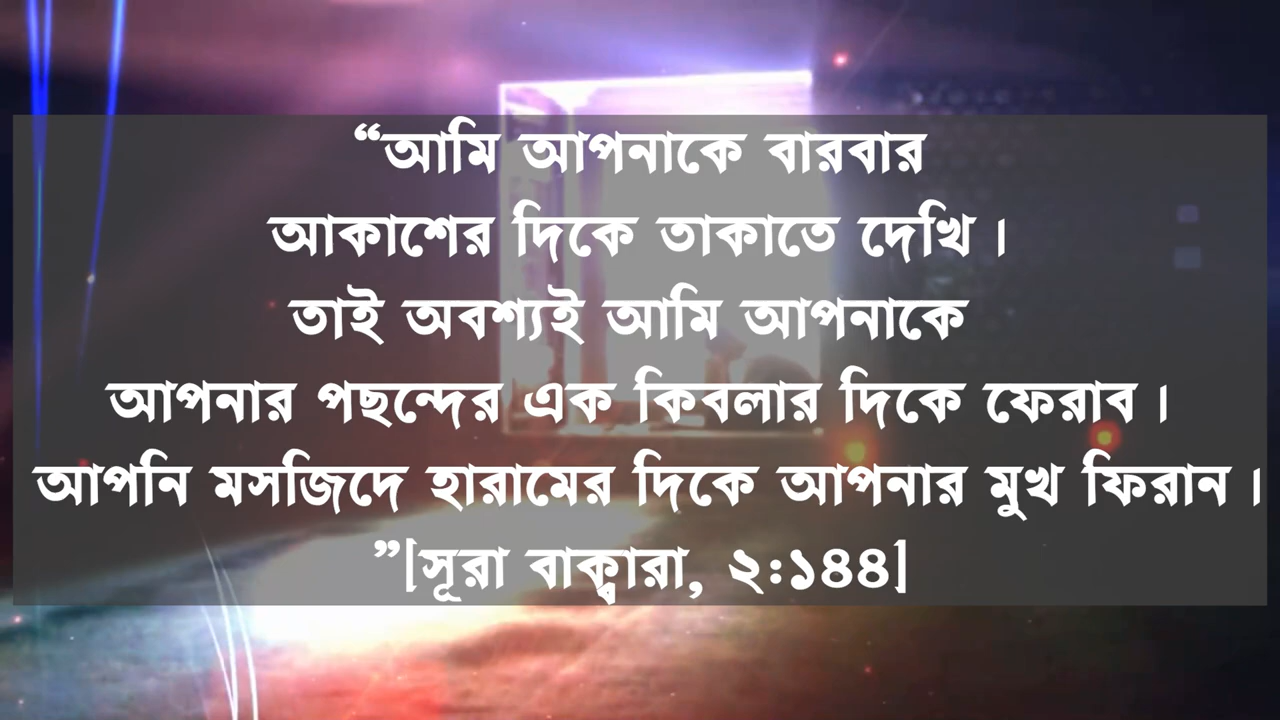 “আমি আপনাকে বারবার
আকাশের দিকে তাকাতে দেখি।
তাই অবশ্যই আমি আপনাকে
আপনার পছন্দের এক কিবলার দিকে ফেরাব।
আপনি মসজিদে হারামের দিকে আপনার মুখ ফিরান।
”[সূরা বাক্বারা, ২:১৪৪]